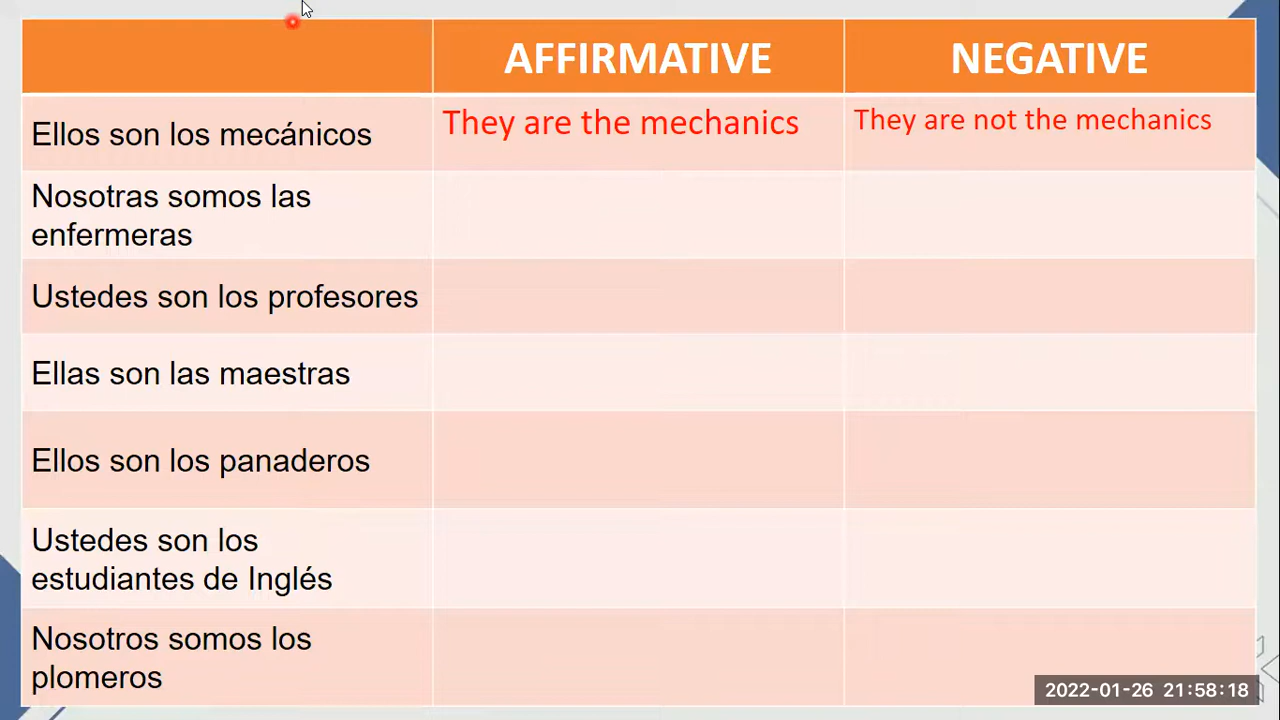 AFFIRMATIVE NEGATIVE
Ellos son los mecánicos They are the mechanics They are not the mechanics
Nosotras somos las
enfermeras
Ustedes son los profesores
Ellas son las maestras
Ellos son los panaderos
Ustedes son los
estudiantes de Inglés
Nosotros somos los
plomeros
2022-01-26 21:58:18